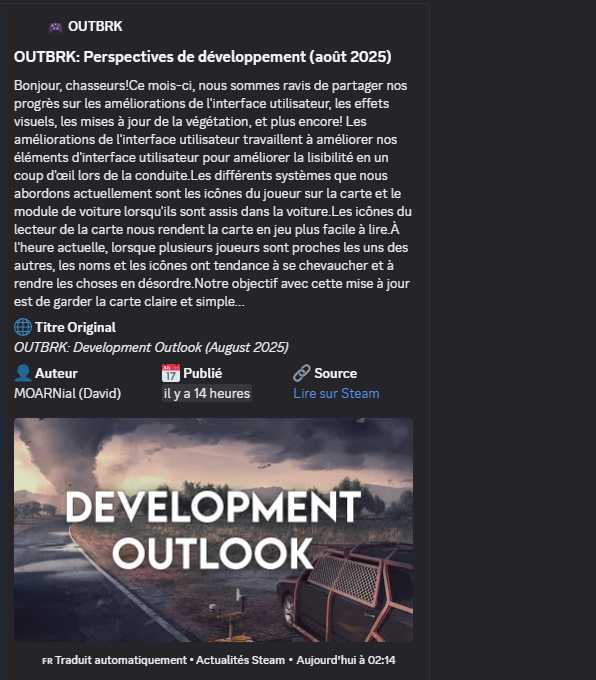 🎮 OUTBRK
OUTBRK: Perspectives de développement (août 2025)
Bonjour, chasseurs!Ce mois-ci, nous sommes ravis de partager nos
progrès sur les améliorations de l'interface utilisateur, les effets
visuels, les mises à jour de la végétation, et plus encore! Les
améliorations de l'interface utilisateur travaillent à améliorer nos
éléments d'interface utilisateur pour améliorer la lisibilité en un
coup d'œil lors de la conduite.Les différents systèmes que nous
abordons actuellement sont les icônes du joueur sur la carte et le
module de voiture lorsqu'ils sont assis dans la voiture.Les icônes du
lecteur de la carte nous rendent la carte en jeu plus facile à lire.À
l'heure actuelle, lorsque plusieurs joueurs sont proches les uns des
autres, les noms et les icônes ont tendance à se chevaucher et à
rendre les choses en désordre.Notre objectif avec cette mise à jour
est de garder la carte claire et simple...
🌐 Titre Original
OUTBRK: Development Outlook (August 2025)
👤 Auteur
MOARNial (David)
📅 Publié
il y a 14 heures
🔗 Source
Lire sur Steam
DEVELOPMENT
OUTLOOK
FR Traduit automatiquement • Actualités Steam • Aujourd'hui à 02:14